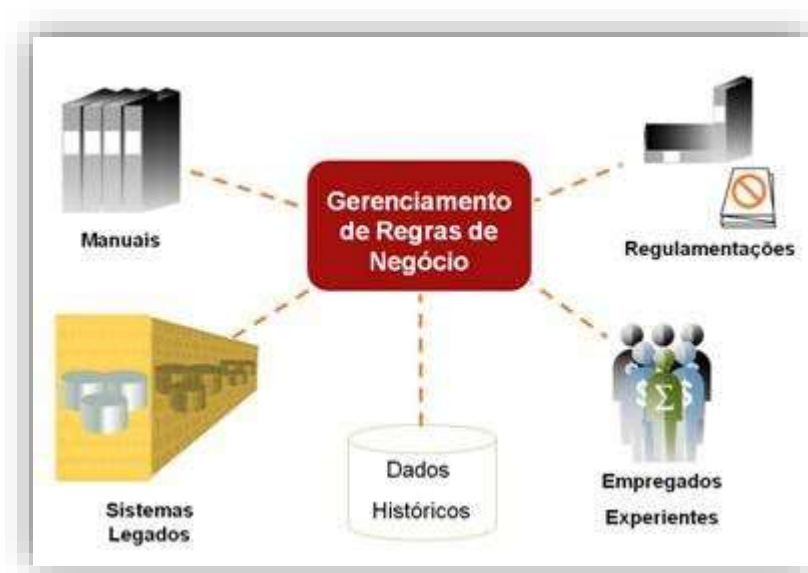 Gerenciamento
de Regras de
Negócio
Manuais
Regulamentações
Sistemas
Legados
Dados
Históricos
Empregados
Experientes
$ Σ $